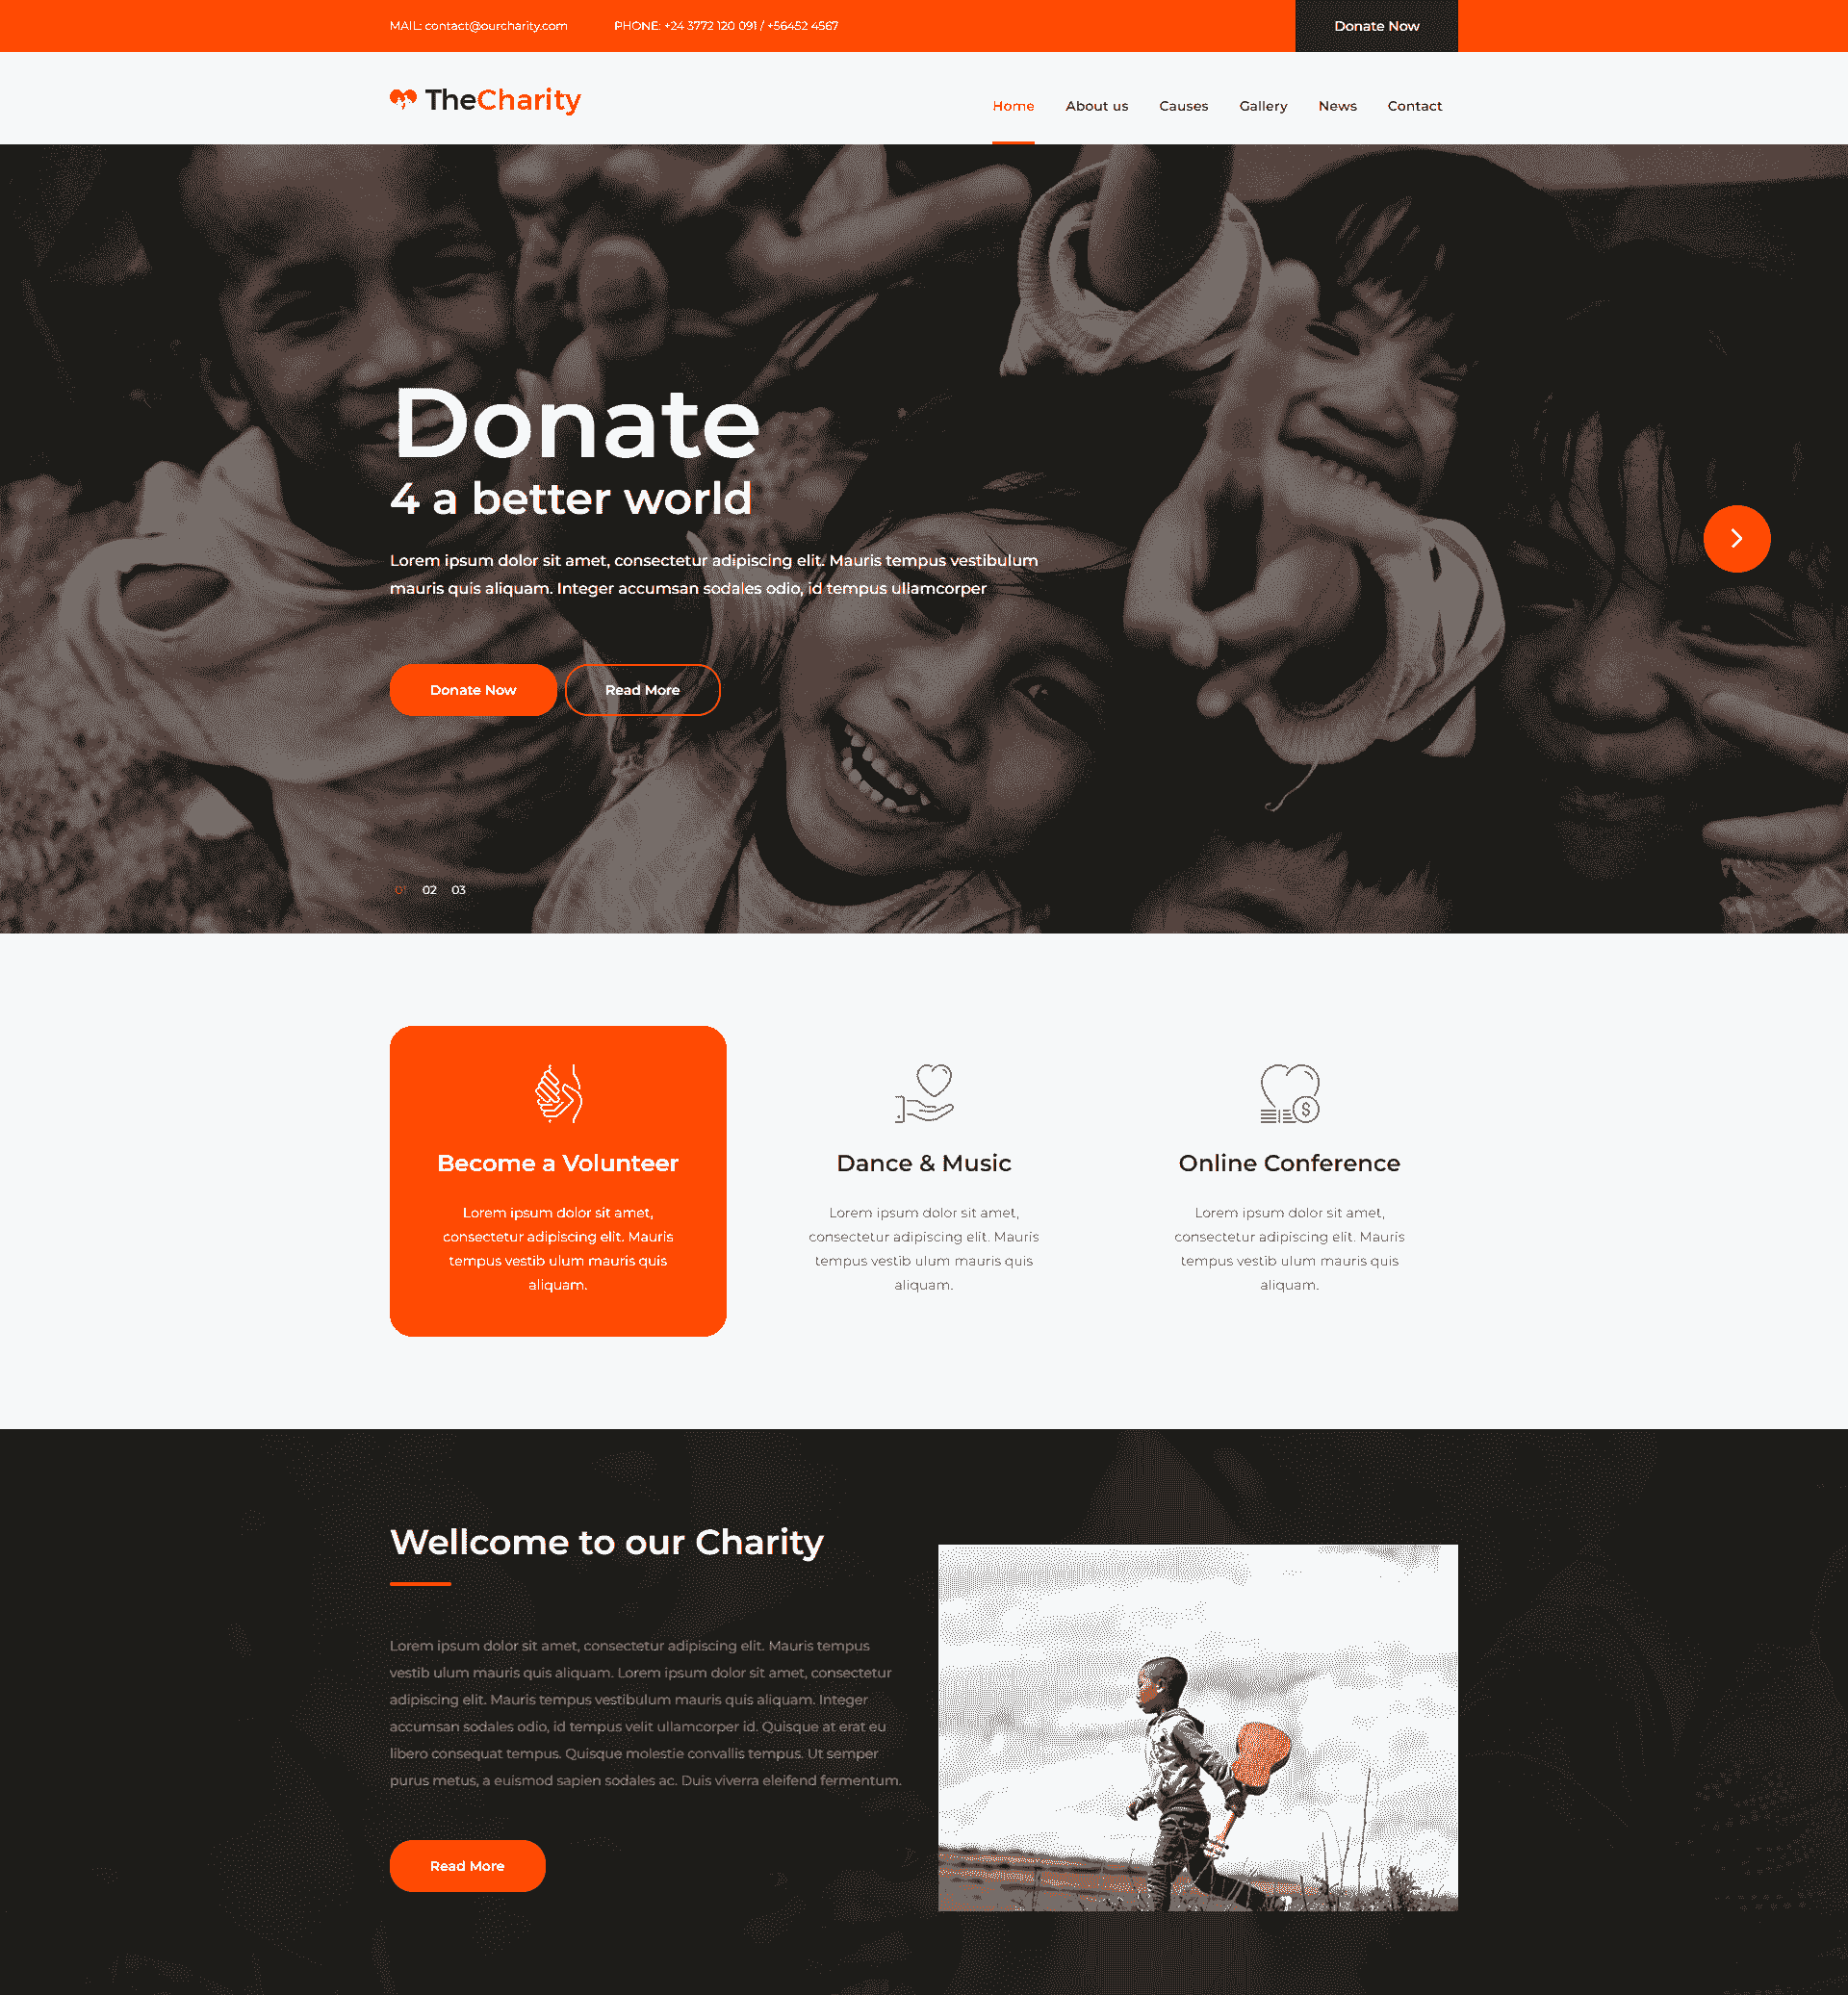 MAIL: contact@ourcharity.com PHONE: +24 3772 120 091 / +56452 4567 Donate Now
TheCharity
Home About us Causes Gallery News Contact
Donate
4 a better world
Lorem ipsum dolor sit amet, consectetur adipiscing elit. Mauris tempus vestibulum
mauris quis aliquam. Integer accumsan sodales odio, id tempus ullamcorper
Donate Now Read More
01 02 03
Become a Volunteer
Lorem ipsum dolor sit amet,
consectetur adipiscing elit. Mauris
tempus vestib ulum mauris quis
aliquam.
Dance & Music
Lorem ipsum dolor sit amet,
consectetur adipiscing elit. Mauris
tempus vestib ulum mauris quis
aliquam.
Online Conference
Lorem ipsum dolor sit amet,
consectetur adipiscing elit. Mauris
tempus vestib ulum mauris quis
aliquam.
Wellcome to our Charity
Lorem ipsum dolor sit amet, consectetur adipiscing elit. Mauris tempus
vestib ulum mauris quis aliquam. Lorem ipsum dolor sit amet, consectetur
adipiscing elit. Mauris tempus vestibulum mauris quis aliquam. Integer
accumsan sodales odio, id tempus velit ullamcorper id. Quisque at erat eu
libero consequat tempus. Quisque molestie convallis tempus. Ut semper
purus metus, a euismod sapien sodales ac. Duis viverra eleifend fermentum.
Read More